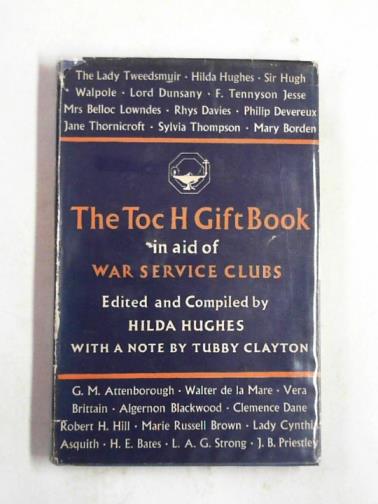 The Lady Tweedsmyir · Hilda Hughes · Sir Hugh
Walpole · Lord Dunsany · F. Tennyson Jesse
Mrs Belloc Lowndes · Rhys Davies · Philip Devereux
Jane Thornicroft · Sylvia Thompson · Mary Borden
The Toc H Gift Book
in aid of
WAR SERVICE CLUBS
Edited and Compiled by
HILDA HUGHES
WITH A NOTE BY TUBBY CLAYTON
G. M. Attenborough · Walter de la Mare · Vera
Brittain · Algernon Blackwood · Clemence Dane
Robert H. Hill · Marie Russell Brown · Lady Cynthia
Asquith · H. E. Bates · L. A. G. Strong · J. B. Priestley